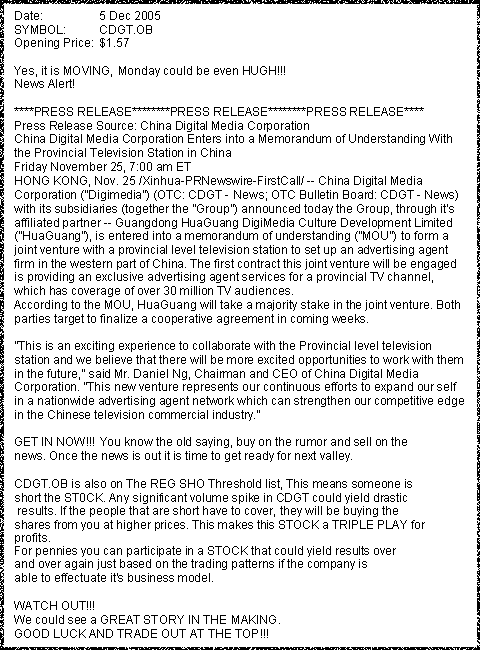 Date: 5 Dec 2005
SYMBOL: CDGT.OB
Opening Price: $1.57
Yes, it is MOVING, Monday could be even HUGH!!!
News Alert!
****PRESS RELEASE********PRESS RELEASE********PRESS RELEASE****
Press Release Source: China Digital Media Corporation
China Digital Media Corporation Enters into a Memorandum of Understanding With
the Provincial Television Station in China
Friday November 25, 7:00 am ET
HONG KONG, Nov. 25 /Xinhua-PRNewswire-FirstCall/ -- China Digital Media
Corporation ("Digimedia") (OTC: CDGT - News; OTC Bulletin Board: CDGT - News)
with its subsidiaries (together the "Group") announced today the Group, through it's
affiliated partner -- Guangdong HuaGuang DigiMedia Culture Development Limited
("HuaGuang"), is entered into a memorandum of understanding ("MOU") to form a
joint venture with a provincial level television station to set up an advertising agent
firm in the western part of China. The first contract this joint venture will be engaged
is providing an exclusive advertising agent services for a provincial TV channel,
which has coverage of over 30 million TV audiences.
According to the MOU, HuaGuang will take a majority stake in the joint venture. Both
parties target to finalize a cooperative agreement in coming weeks.
"This is an exciting experience to collaborate with the Provincial level television
station and we believe that there will be more excited opportunities to work with them
in the future," said Mr. Daniel Ng, Chairman and CEO of China Digital Media
Corporation. "This new venture represents our continuous efforts to expand our self
in a nationwide advertising agent network which can strengthen our competitive edge
in the Chinese television commercial industry."
GET IN NOW!!! You know the old saying, buy on the rumor and sell on the
news. Once the news is out it is time to get ready for next valley.
CDGT.OB is also on The REG SHO Threshold list, This means someone is
short the ST0CK. Any significant volume spike in CDGT could yield drastic
results. If the people that are short have to cover, they will be buying the
shares from you at higher prices. This makes this STOCK a TRIPLE PLAY for
profits.
For pennies you can participate in a STOCK that could yield results over
and over again just based on the trading patterns if the company is
able to effectuate it's business model.
WATCH OUT!!!
We could see a GREAT STORY IN THE MAKING.
GOOD LUCK AND TRADE OUT AT THE TOP!!!